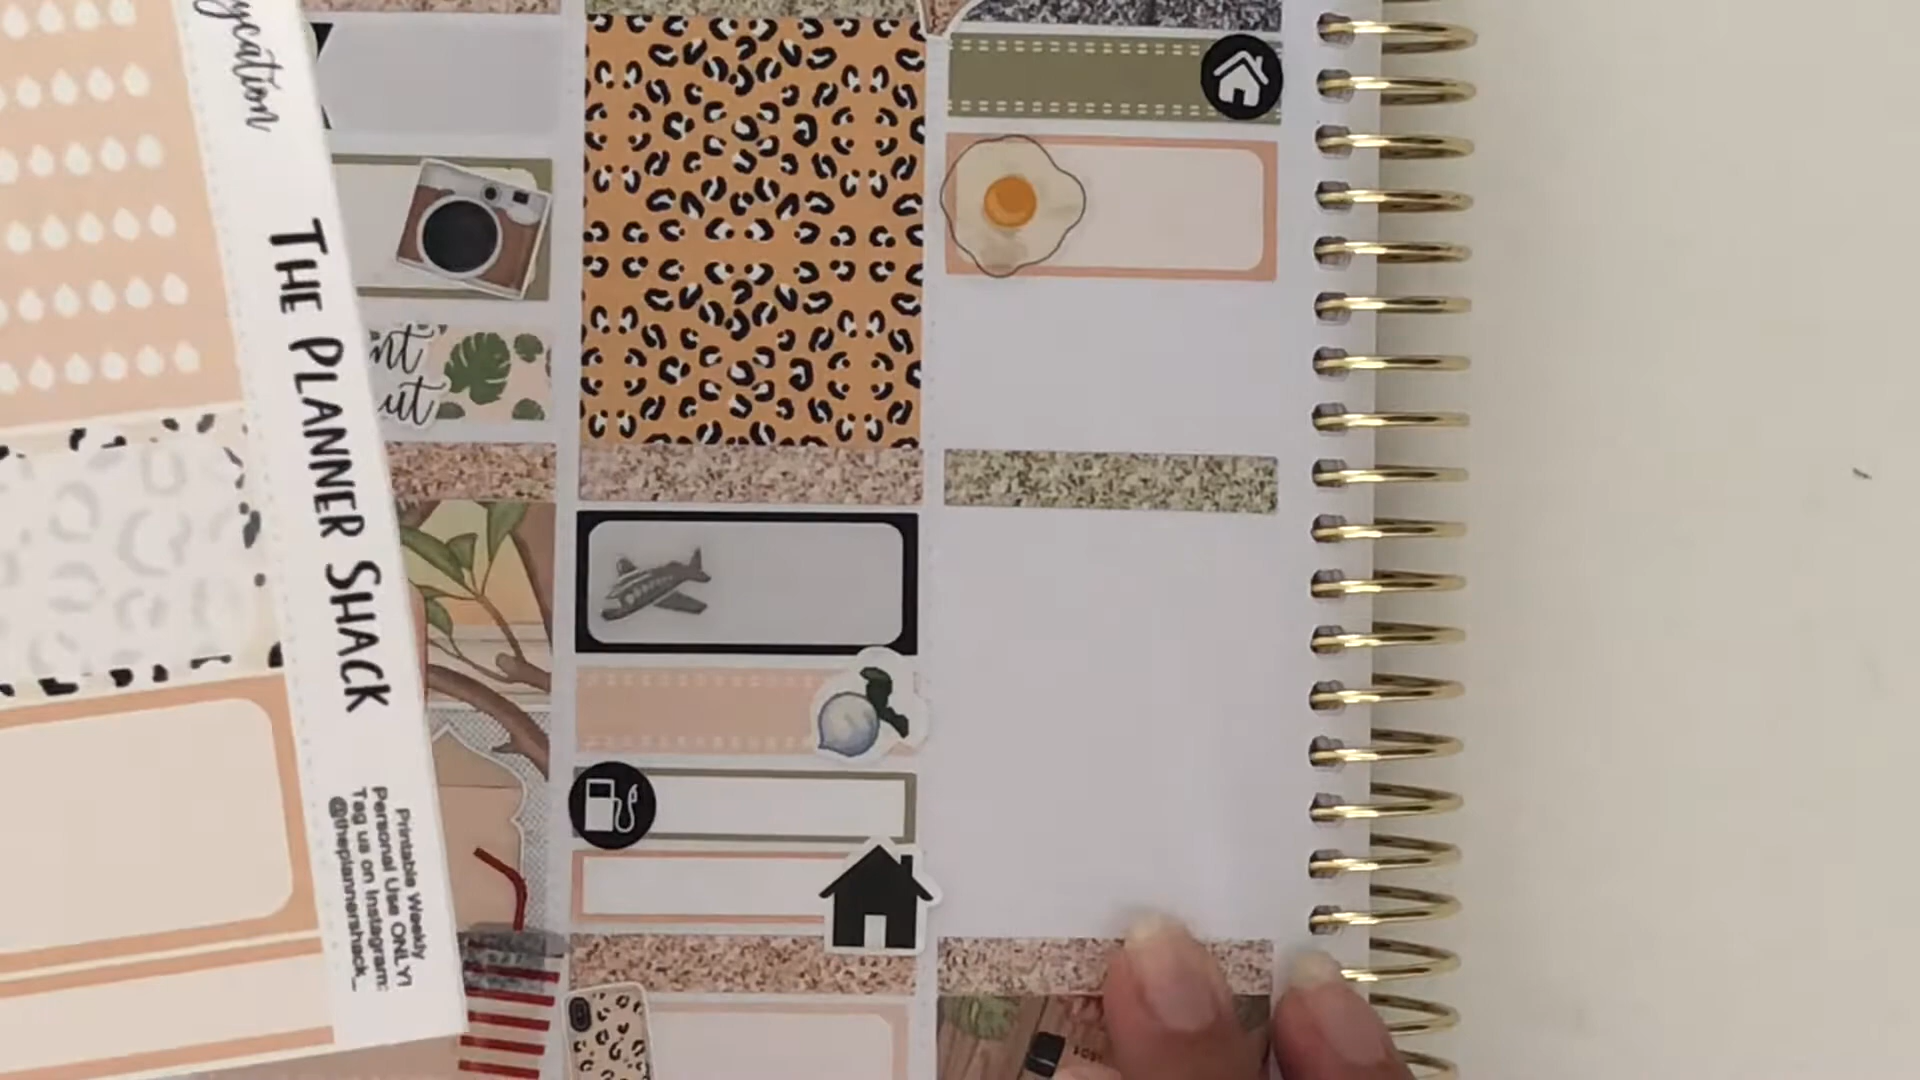 THE PLANNER SHACK
Printable Weekly
Personal Use ONLY!
Tag us on Instagram:
@theplannershack_